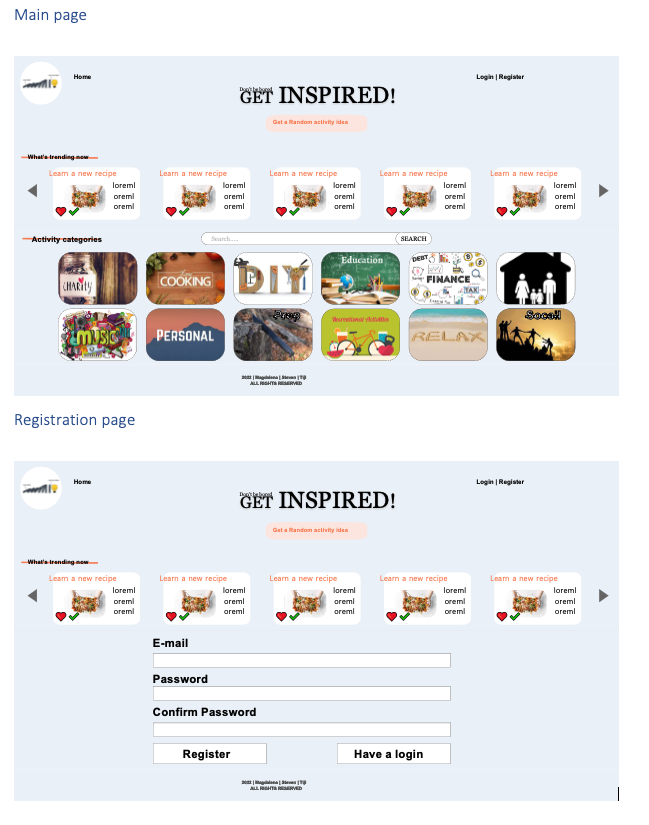 Main page
Home
Login | Register
Don't be bored
GET INSPIRED!
Get a Random activity idea
What's trending now
Learn a new recipe Learn a new recipe Learn a new recipe Learn a new recipe Learn a new recipe
loreml loreml loreml loreml loreml
oreml oreml oreml oreml oreml
oreml oreml oreml oreml oreml
Activity categories
Search.....
SEARCH
CHARITY
COOKING
DIY
Education
DEBT
FINANCE
TAX
MUSIC
PERSONAL
Prep
Recreational Activities
RELAX
Social
2022 | Magdalena | Steven | Tiji
ALL RIGHTS RESERVED
Registration page
Home
Login | Register
Don't be bored
GET INSPIRED!
Get a Random activity idea
What's trending now
Learn a new recipe Learn a new recipe Learn a new recipe Learn a new recipe Learn a new recipe
loreml loreml loreml loreml loreml
oreml oreml oreml oreml oreml
oreml oreml oreml oreml oreml
E-mail
Password
Confirm Password
Register
Have a login
2022 | Magdalena | Steven | Tiji
ALL RIGHTS RESERVED